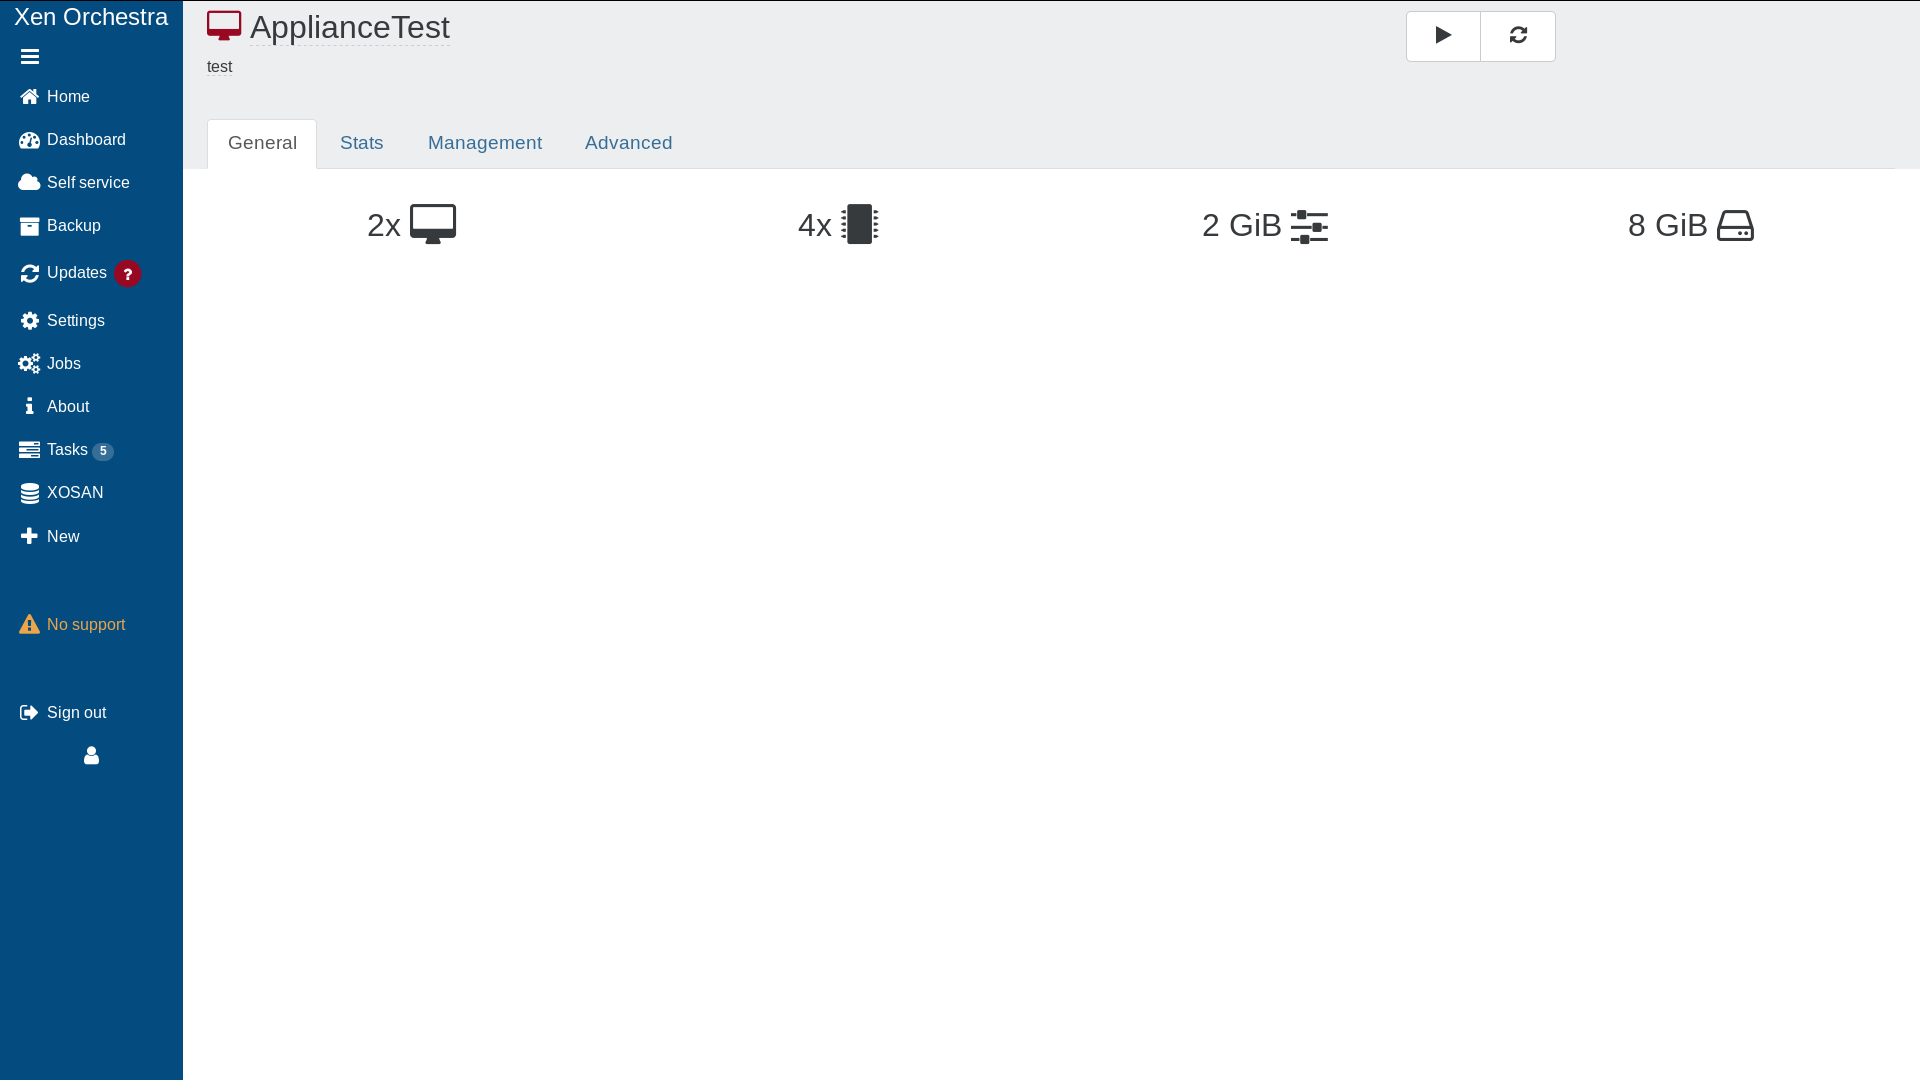 Xen Orchestra
Home
Dashboard
Self service
Backup
Updates ?
Settings
Jobs
About
Tasks 5
XOSAN
New
No support
Sign out
ApplianceTest
test
General Stats Management Advanced
2x 4x 2 GiB 8 GiB